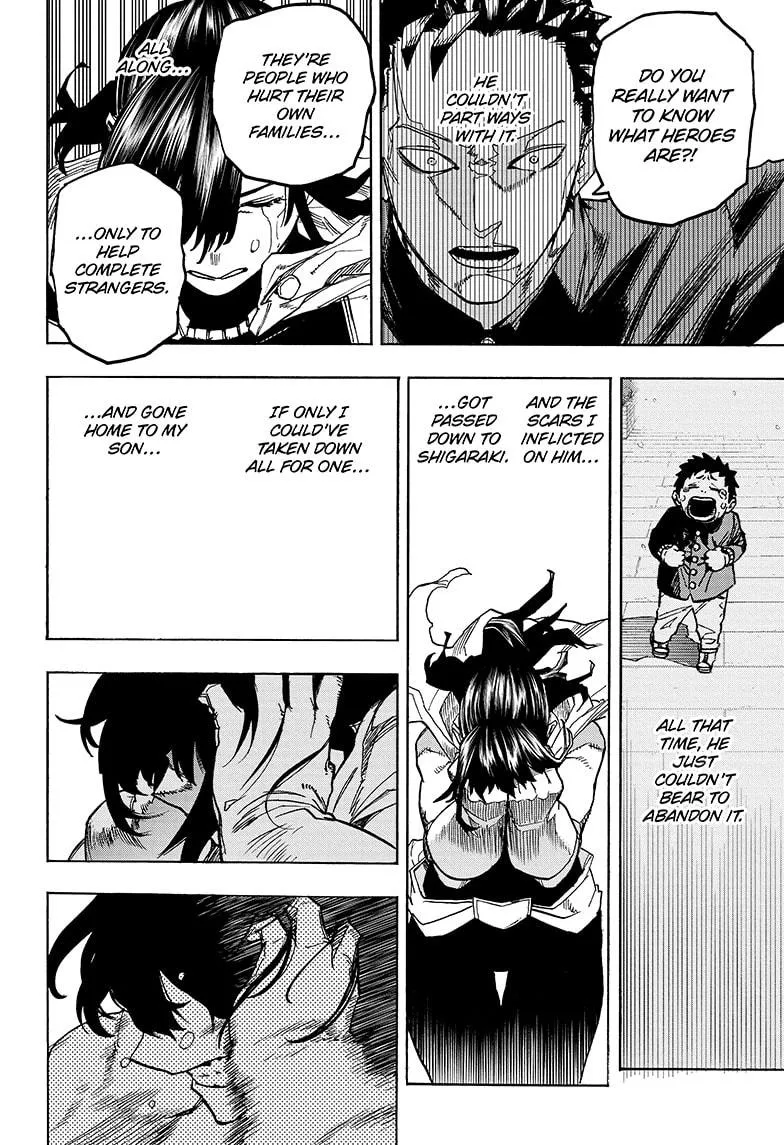 DO YOU
REALLY WANT
TO KNOW
WHAT HEROES
ARE?!
HE
COULDN'T
PART WAYS
WITH IT.
THEY'RE
PEOPLE WHO
HURT THEIR
OWN
FAMILIES...
ALL
ALONG...
...ONLY TO
HELP
COMPLETE
STRANGERS.
ALL THAT
TIME, HE
JUST
COULDN'T
BEAR TO
ABANDON IT.
AND THE
SCARS I
INFLICTED
ON HIM...
...GOT
PASSED
DOWN TO
SHIGARAKI.
IF ONLY I
COULD'VE
TAKEN DOWN
ALL FOR ONE...
...AND GONE
HOME TO MY
SON...